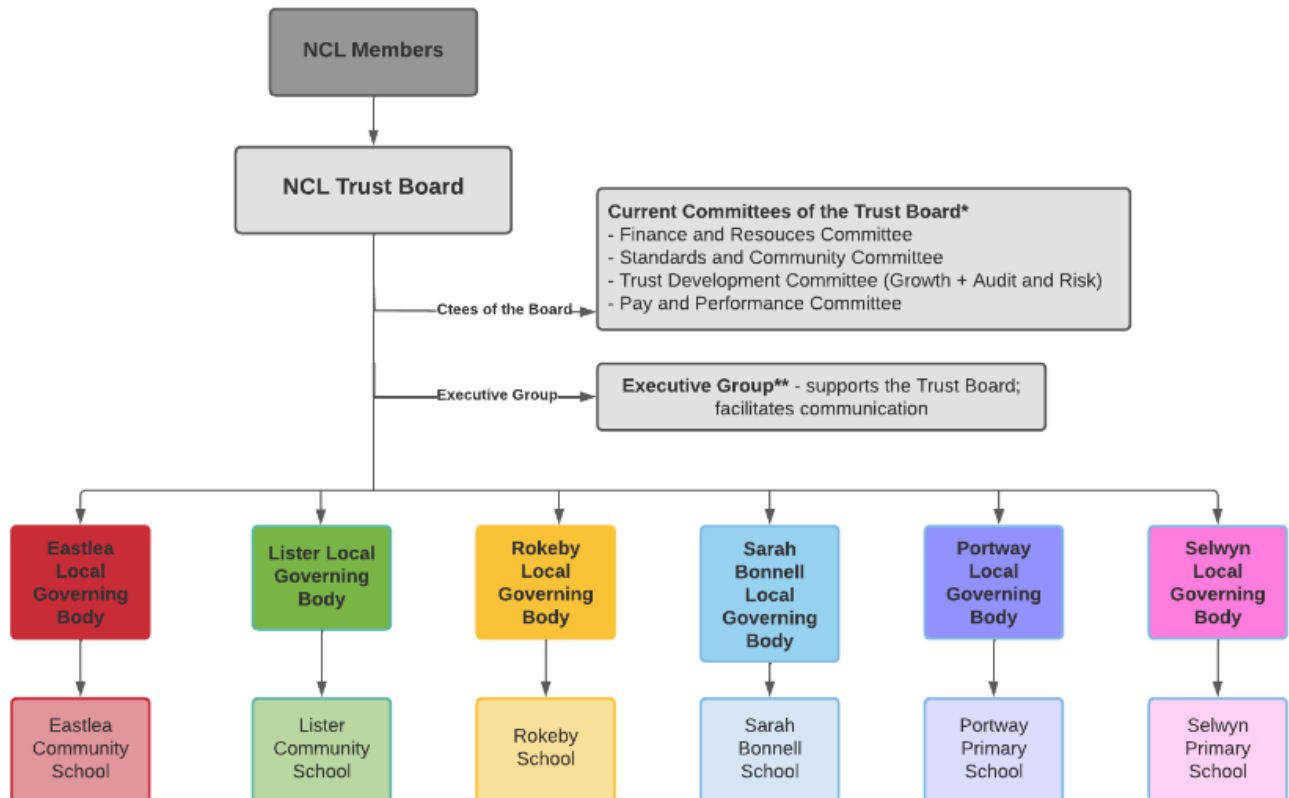 NCL Members
NCL Trust Board
Current Committees of the Trust Board*
- Finance and Resouces Committee
- Standards and Community Committee
- Trust Development Committee (Growth + Audit and Risk)
- Pay and Performance Committee
Ctees of the Board
Executive Group** - supports the Trust Board;
facilitates communication
Executive Group
Eastlea
Local
Governing
Body
Lister Local
Governing
Body
Rokeby
Local
Governing
Body
Sarah
Bonnell
Local
Governing
Body
Portway
Local
Governing
Body
Selwyn
Local
Governing
Body
Eastlea
Community
School
Lister
Community
School
Rokeby
School
Sarah
Bonnell
School
Portway
Primary
School
Selwyn
Primary
School